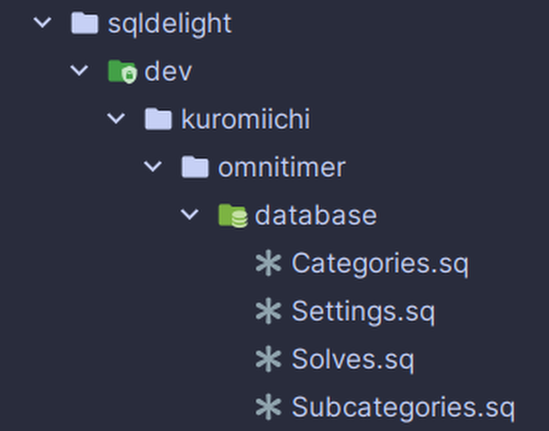 sqldelight
dev
kuromiichi
omnitimer
database
Categories.sq
Settings.sq
Solves.sq
Subcategories.sq